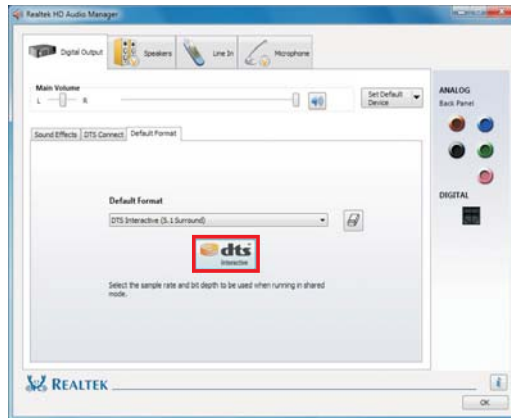 Realtek HD Audio Manager
Digital Output
Speakers
Line In
Microphone
Main Volume
L
R
Set Default
Device
ANALOG
Back Panel
Sound Effects
DTS Connect
Default Format
Default Format
DTS Interactive (5.1 Surround)
dts
Interactive
Select the sample rate and bit depth to be used when running in shared
mode.
DIGITAL
REALTEK
i
OK